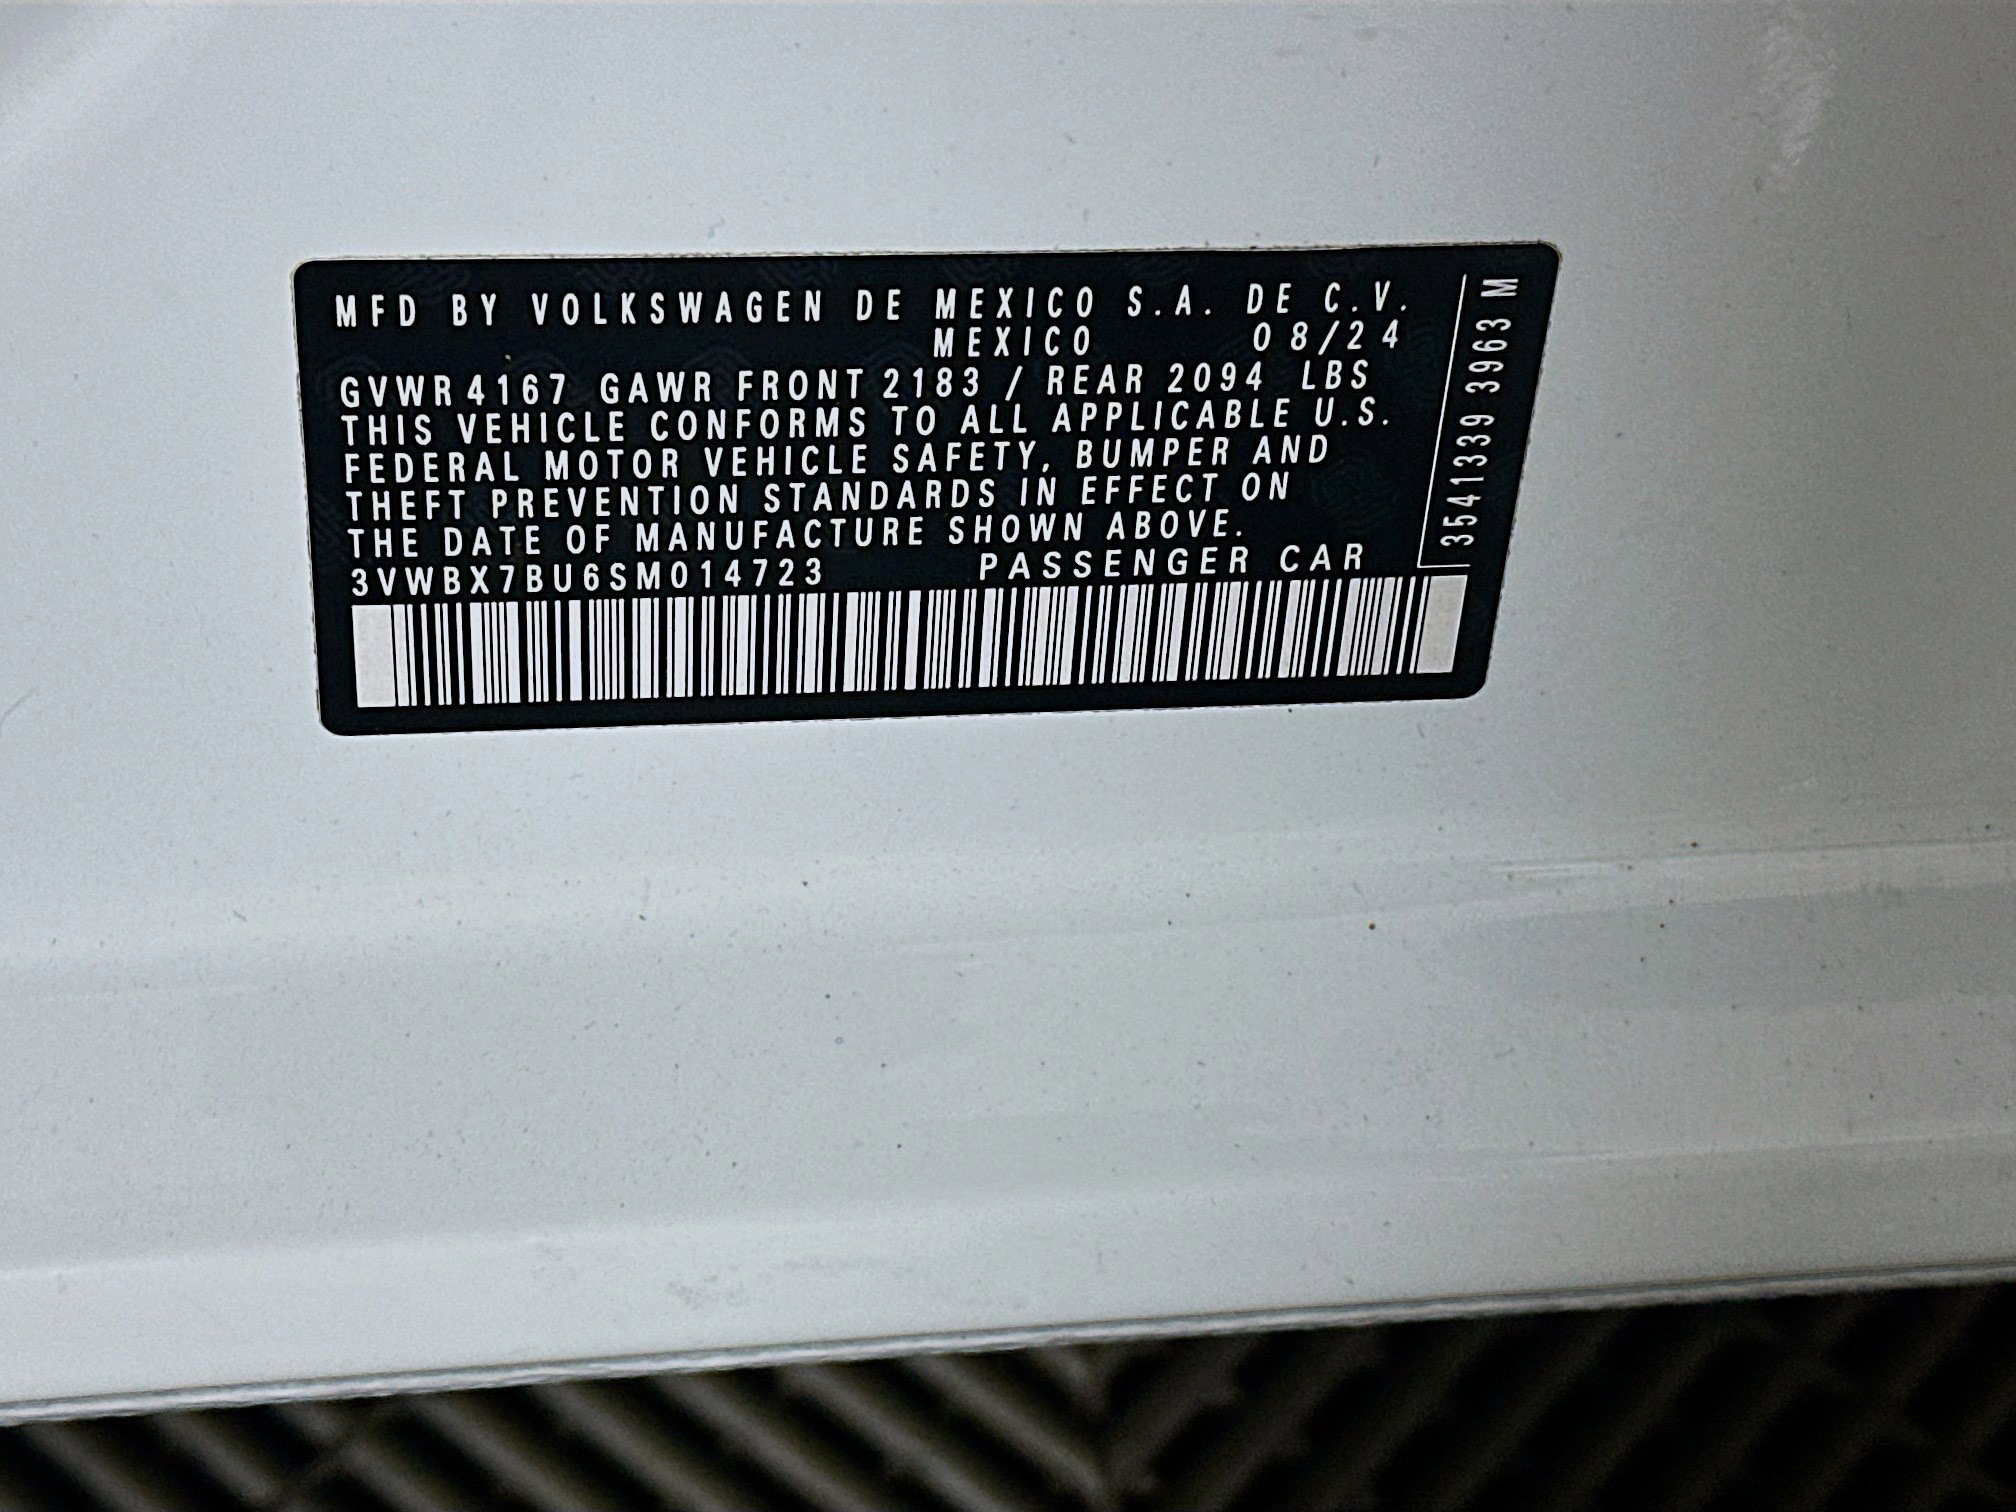 MFD BY VOLKSWAGEN DE MEXICO S.A. DE C.V.
MEXICO 08/24
GVWR 4167 GAWR FRONT 2183 / REAR 2094 LBS
THIS VEHICLE CONFORMS TO ALL APPLICABLE U.S.
FEDERAL MOTOR VEHICLE SAFETY, BUMPER AND
THEFT PREVENTION STANDARDS IN EFFECT ON
THE DATE OF MANUFACTURE SHOWN ABOVE.
3VWBX7BU6SM014723 PASSENGER CAR
3541339 3963 M